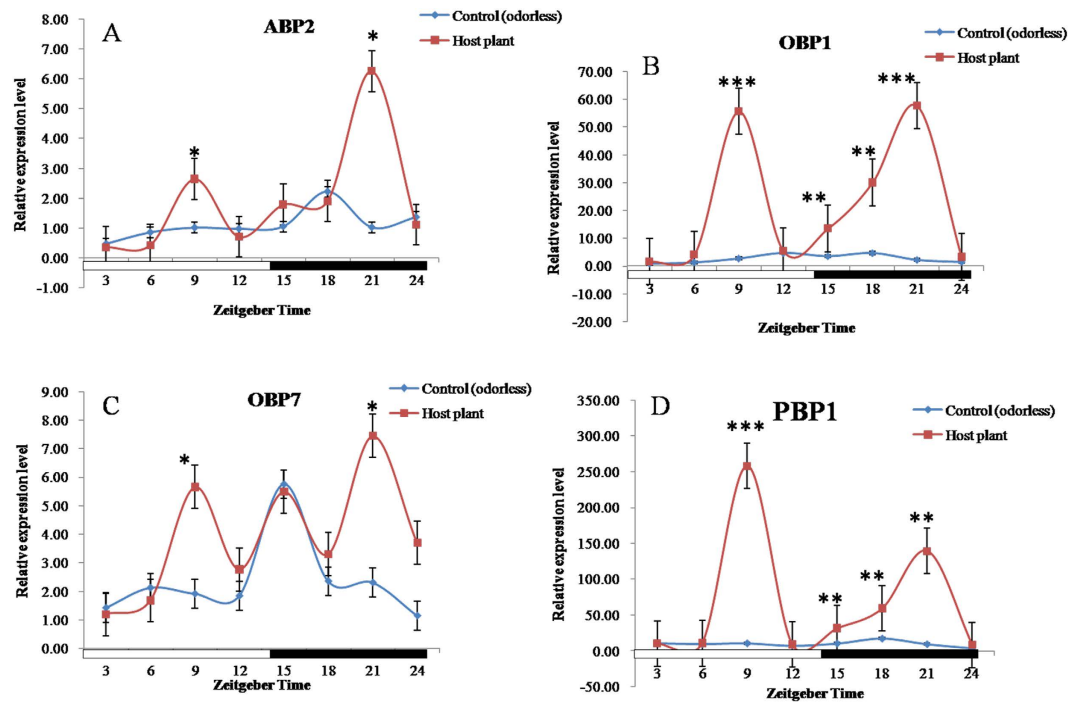 A
ABP2
Control (odorless)
Host plant
*
*
8.00
7.00
6.00
5.00
4.00
3.00
2.00
1.00
0.00
-1.00
Relative expression level
3 6 9 12 15 18 21 24
Zeitgeber Time
B
OBP1
Control (odorless)
Host plant
***
**
**
***
70.00
60.00
50.00
40.00
30.00
20.00
10.00
0.00
-10.00
-20.00
Relative expression level
3 6 9 12 15 18 21 24
Zeitgeber Time
C
OBP7
Control (odorless)
Host plant
*
*
9.00
8.00
7.00
6.00
5.00
4.00
3.00
2.00
1.00
0.00
Relative expression level
3 6 9 12 15 18 21 24
Zeitgeber Time
D
PBP1
Control (odorless)
Host plant
***
**
**
**
350.00
300.00
250.00
200.00
150.00
100.00
50.00
0.00
-50.00
Relative expression level
3 6 9 12 15 18 21 24
Zeitgeber Time